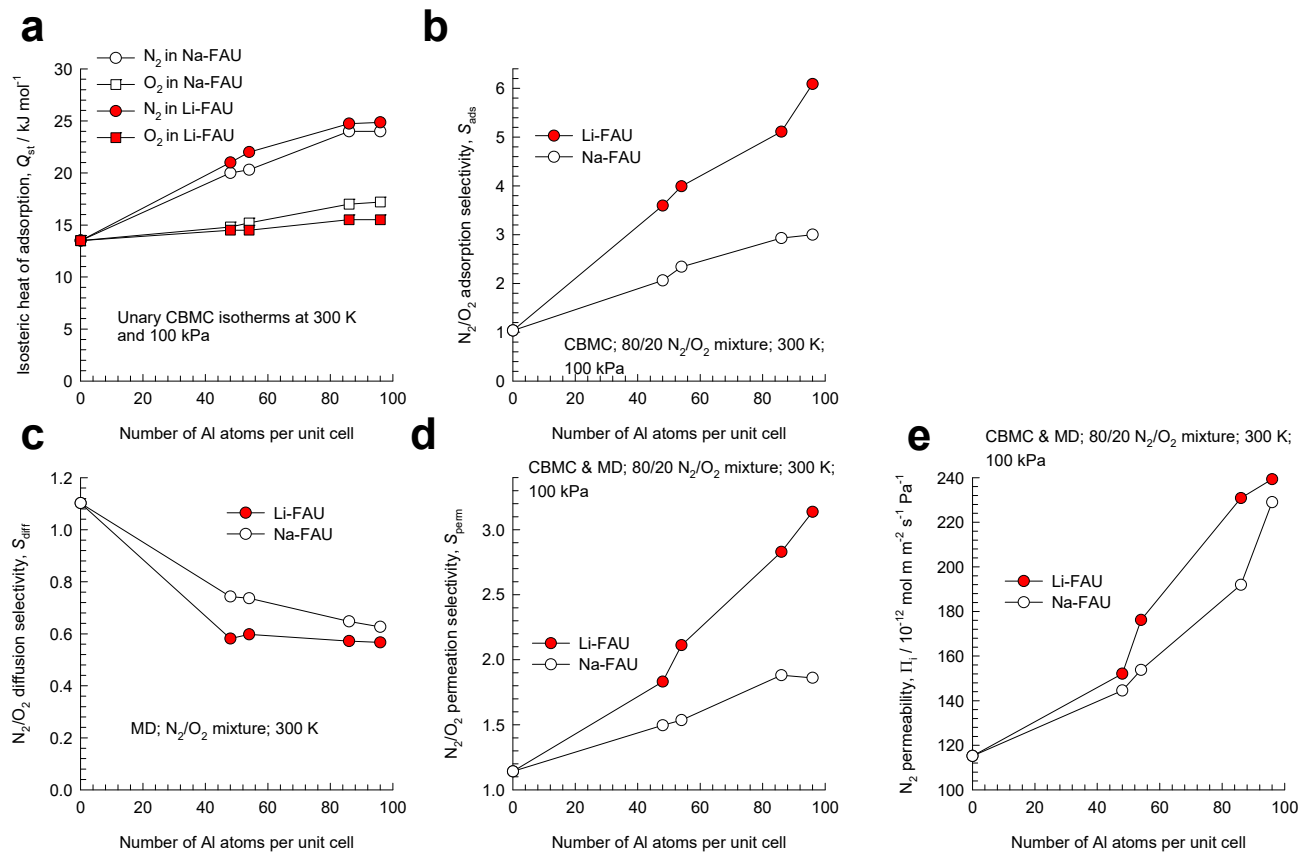 a
N2 in Na-FAU
O2 in Na-FAU
N2 in Li-FAU
O2 in Li-FAU
30
25
20
15
10
5
0
Isosteric heat of adsorption, Qst / kJ mol-1
Unary CBMC isotherms at 300 K
and 100 kPa
0 20 40 60 80 100
Number of Al atoms per unit cell
b
6
5
4
3
2
1
0
N2/O2 adsorption selectivity, Sads
Li-FAU
Na-FAU
CBMC; 80/20 N2/O2 mixture; 300 K;
100 kPa
0 20 40 60 80 100
Number of Al atoms per unit cell
c
1.2
1.0
0.8
0.6
0.4
0.2
0.0
N2/O2 diffusion selectivity, Sdiff
Li-FAU
Na-FAU
MD; N2/O2 mixture; 300 K
0 20 40 60 80 100
Number of Al atoms per unit cell
d
CBMC & MD; 80/20 N2/O2 mixture; 300 K;
100 kPa
3.0
2.5
2.0
1.5
1.0
N2/O2 permeation selectivity, Sperm
Li-FAU
Na-FAU
0 20 40 60 80 100
Number of Al atoms per unit cell
e
CBMC & MD; 80/20 N2/O2 mixture; 300 K;
100 kPa
240
220
200
180
160
140
120
100
N2 permeability, Πi / 10-12 mol m m-2 s-1 Pa-1
Li-FAU
Na-FAU
0 20 40 60 80 100
Number of Al atoms per unit cell